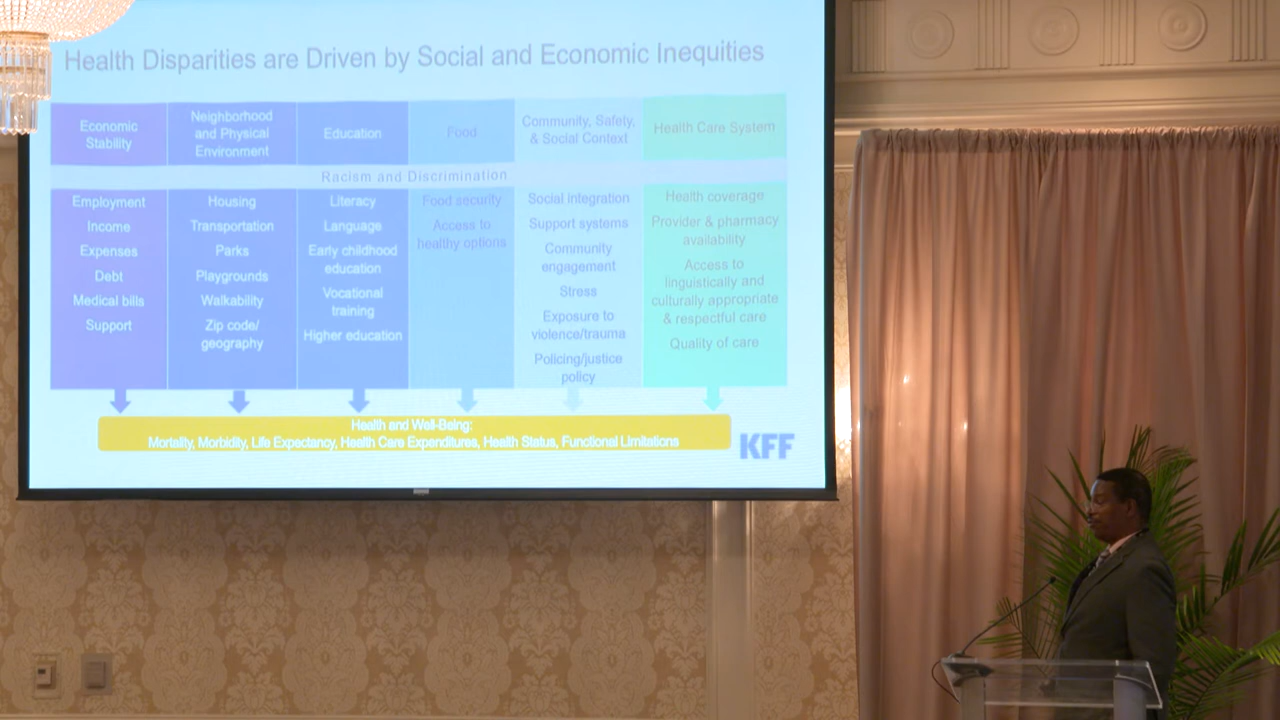 Health Disparities are Driven by Social and Economic Inequities
Economic
Stability
Neighborhood
and Physical
Environment
Education
Food
Community, Safety,
& Social Context
Health Care System
Racism and Discrimination
Employment
Income
Expenses
Debt
Medical bills
Support
Housing
Transportation
Parks
Playgrounds
Walkability
Zip code/
geography
Literacy
Language
Early childhood
education
Vocational
training
Higher education
Food security
Access to
healthy options
Social integration
Support systems
Community
engagement
Stress
Exposure to
violence/trauma
Policing/justice
policy
Health coverage
Provider & pharmacy
availability
Access to
linguistically and
culturally appropriate
& respectful care
Quality of care
Health and Well-Being:
Mortality, Morbidity, Life Expectancy, Health Care Expenditures, Health Status, Functional Limitations
KFF